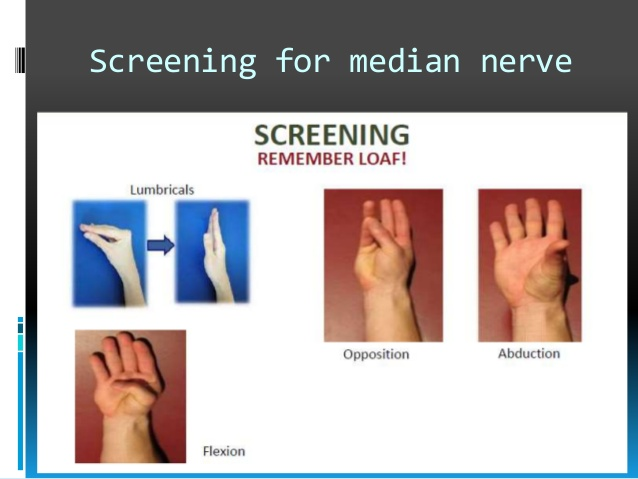 Screening for median nerve
SCREENING
REMEMBER LOAF!
Lumbricals
Opposition
Abduction
Flexion